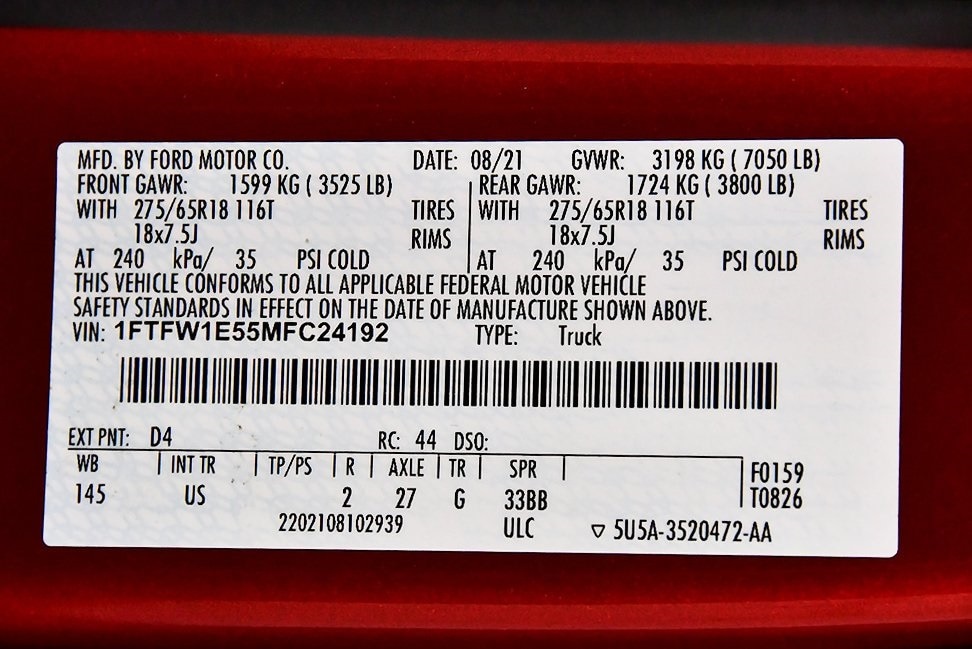 MFD. BY FORD MOTOR CO. DATE: 08/21 GVWR: 3198 KG ( 7050 LB)
FRONT GAWR: 1599 KG ( 3525 LB) REAR GAWR: 1724 KG ( 3800 LB)
WITH 275/65R18 116T TIRES WITH 275/65R18 116T TIRES
18x7.5J RIMS 18x7.5J RIMS
AT 240 kPa/ 35 PSI COLD AT 240 kPa/ 35 PSI COLD
THIS VEHICLE CONFORMS TO ALL APPLICABLE FEDERAL MOTOR VEHICLE
SAFETY STANDARDS IN EFFECT ON THE DATE OF MANUFACTURE SHOWN ABOVE.
VIN: 1FTFW1E55MFC24192 TYPE: Truck
EXT PNT: D4 RC: 44 DSO:
WB INT TR TP/PS R AXLE TR SPR F0159
145 US 2 27 G 33BB T0826
2202108102939 ULC ▽ 5U5A-3520472-AA